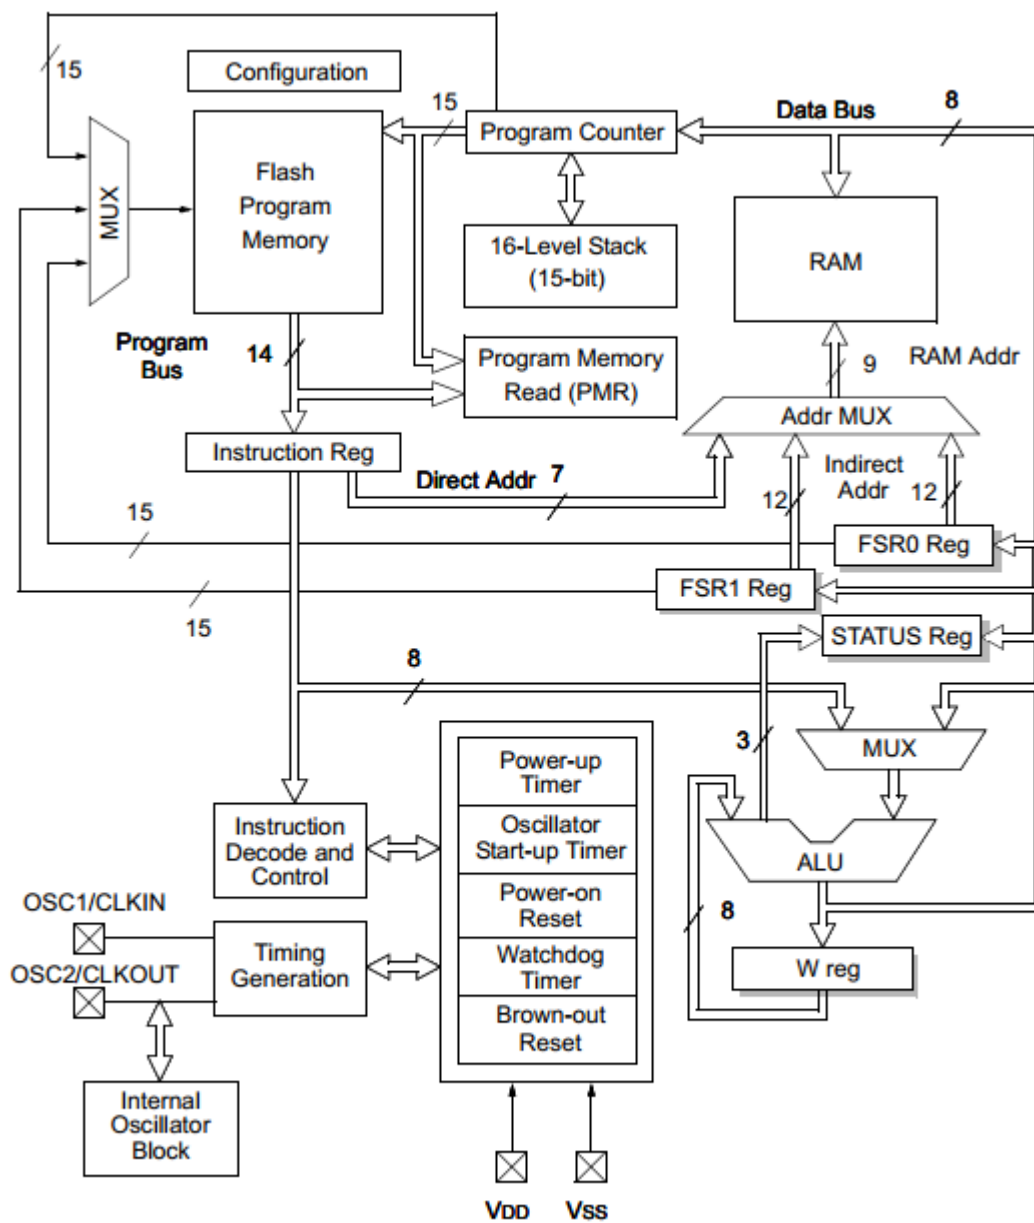 15
Configuration
15
Data Bus
8
Program Counter
MUX
Flash
Program
Memory
16-Level Stack
(15-bit)
RAM
Program
Bus
14
Program Memory
Read (PMR)
9
RAM Addr
Addr MUX
Instruction Reg
Direct Addr
7
Indirect
Addr
12
12
15
FSR0 Reg
FSR1 Reg
15
STATUS Reg
8
3
MUX
Power-up
Timer
Instruction
Decode and
Control
Oscillator
Start-up Timer
ALU
Power-on
Reset
8
OSC1/CLKIN
Timing
Generation
Watchdog
Timer
W reg
OSC2/CLKOUT
Brown-out
Reset
Internal
Oscillator
Block
VDD
VSS